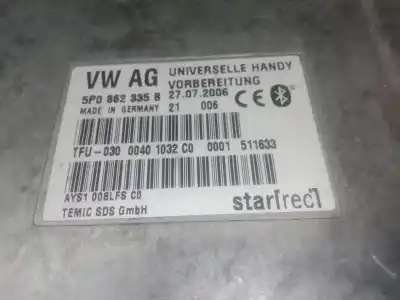 VW AG UNIVERSELLE HANDY
VORBEREITUNG
5P0 862 335 B 27.07.2006
MADE IN GERMANY 21 006 CE
TFU-030 0040 1032 C0 0001 511633
AYS1 008LFS C0
TEMIC SDS GmbH
star[rec]